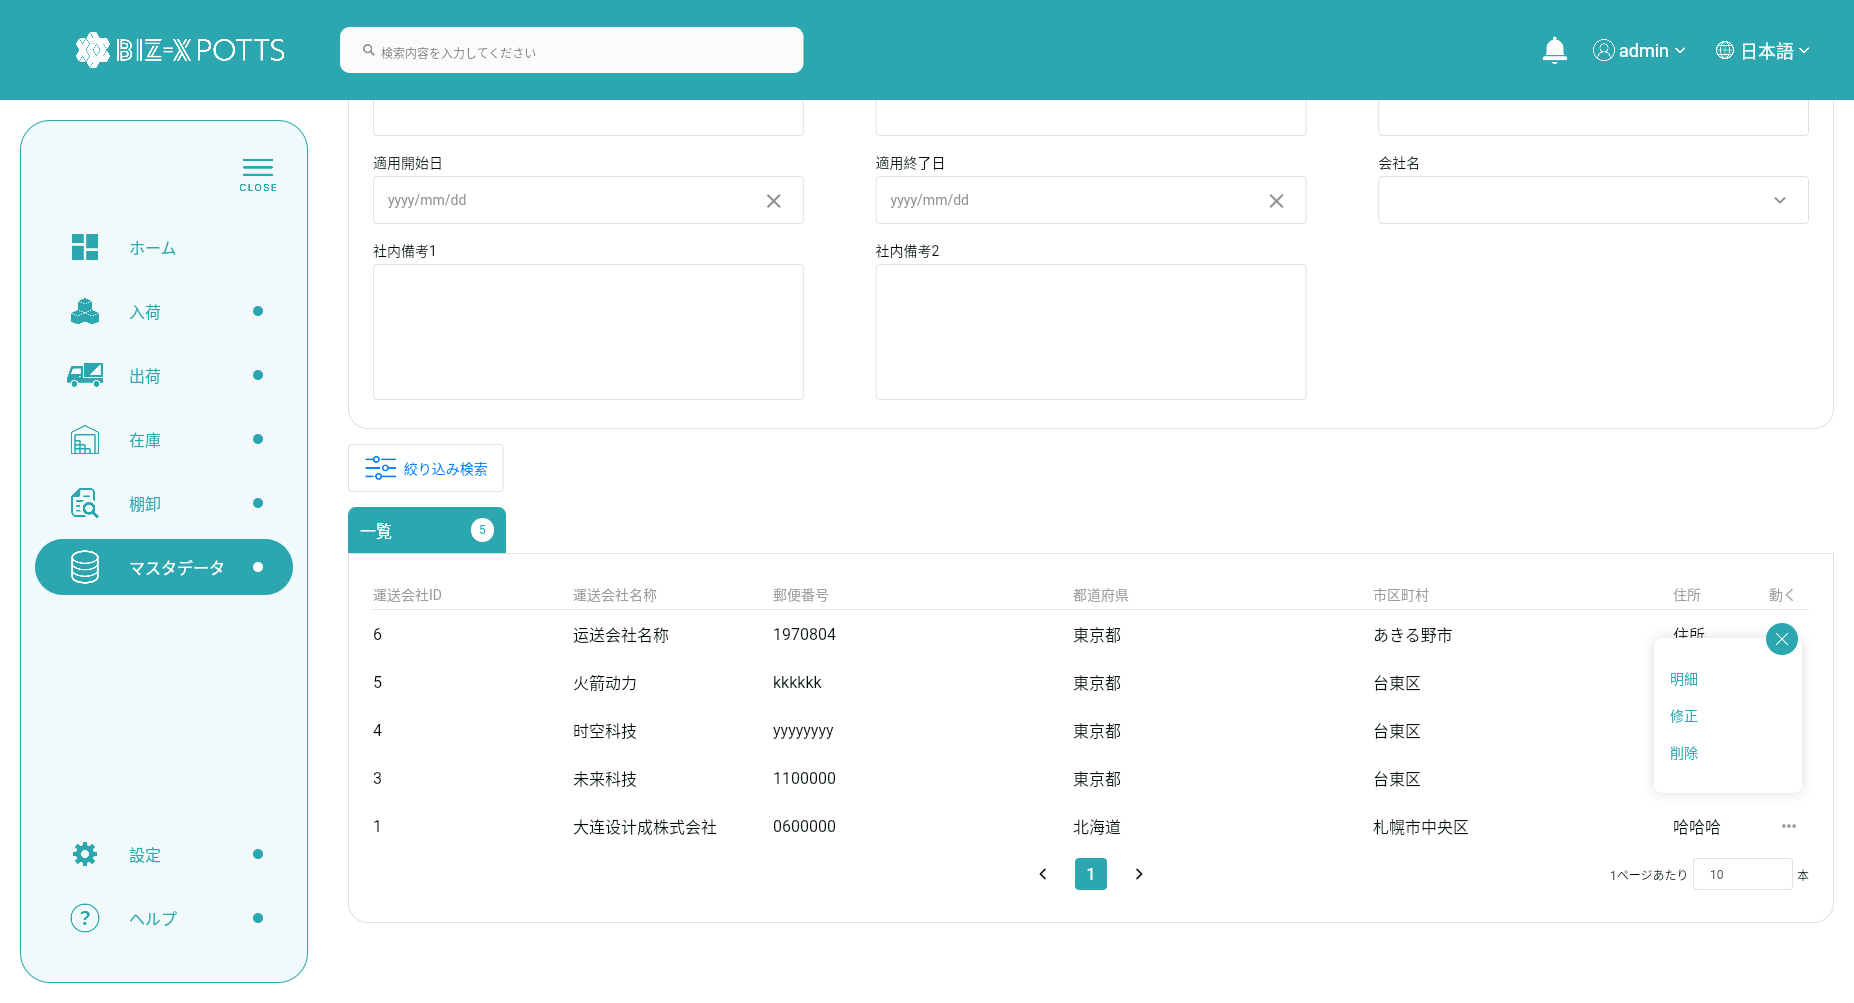 BIZ=X POTTS
検索内容を入力してください
admin
日本語
CLOSE
ホーム
入荷
出荷
在庫
棚卸
マスタデータ
設定
ヘルプ
適用開始日
適用終了日
会社名
yyyy/mm/dd
yyyy/mm/dd
社内備考1
社内備考2
絞り込み検索
一覧 5
運送会社ID 運送会社名称 郵便番号 都道府県 市区町村 住所 動く
6 运送会社名称 1970804 東京都 あきる野市 住所
5 火箭动力 kkkkkk 東京都 台東区
4 时空科技 yyyyyyyy 東京都 台東区
3 未来科技 1100000 東京都 台東区
1 大连设计成株式会社 0600000 北海道 札幌市中央区 哈哈哈
明細
修正
削除
1
1ページあたり 10 本